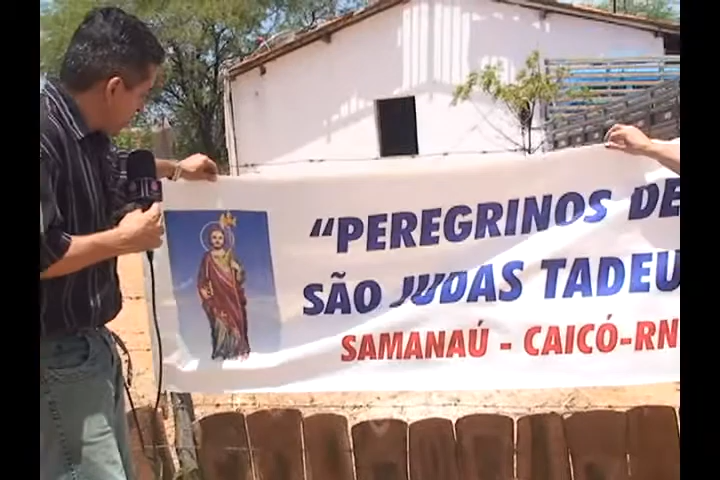 “PEREGRINOS DE
SÃO JUDAS TADEU
SAMANAÚ - CAICÓ-RN